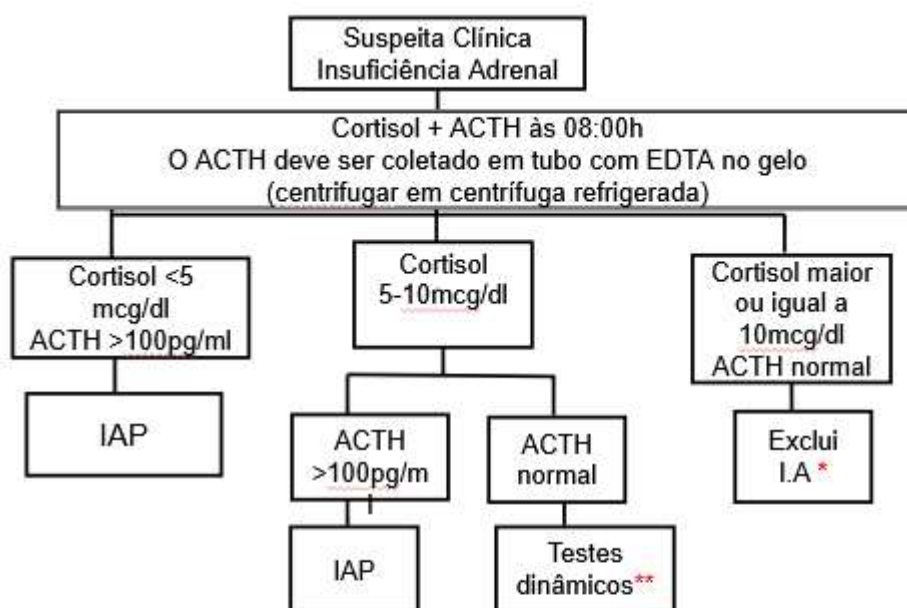 Suspeita Clínica
Insuficiência Adrenal
Cortisol + ACTH às 08:00h
O ACTH deve ser coletado em tubo com EDTA no gelo
(centrifugar em centrífuga refrigerada)
Cortisol <5
mcg/dl
ACTH >100pg/ml
IAP
Cortisol
5-10mcg/dl
ACTH
>100pg/m
l
IAP
ACTH
normal
Testes
dinâmicos**
Cortisol maior
ou igual a
10mcg/dl
ACTH normal
Exclui
I.A *